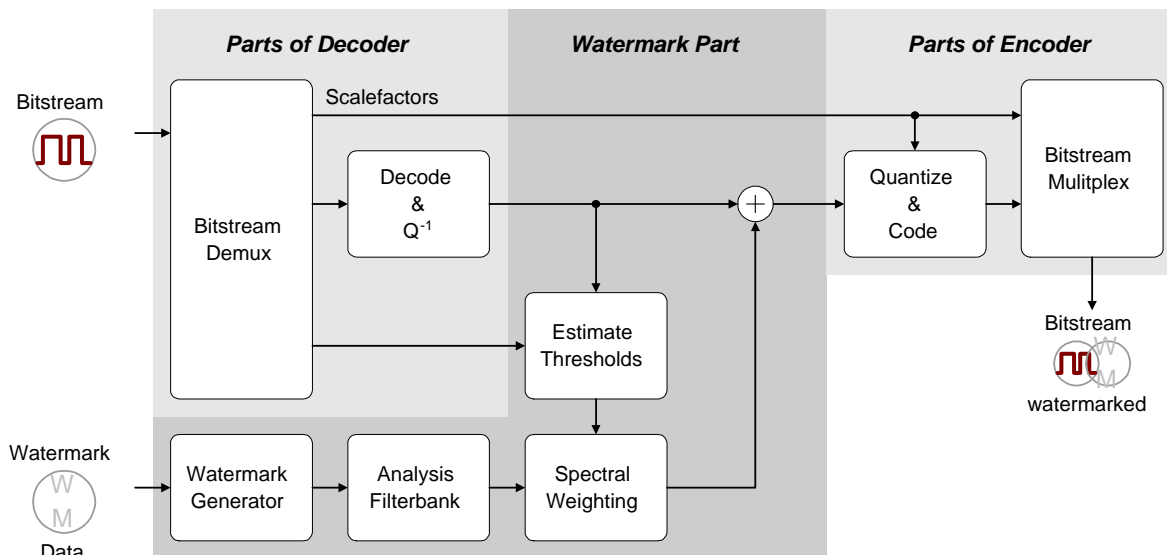 Parts of Decoder
Watermark Part
Parts of Encoder
Bitstream
Scalefactors
Bitstream
Demux
Decode
&
Q-1
Quantize
&
Code
Bitstream
Mulitplex
Estimate
Thresholds
Bitstream
W
M
watermarked
Watermark
W
M
Data
Watermark
Generator
Analysis
Filterbank
Spectral
Weighting